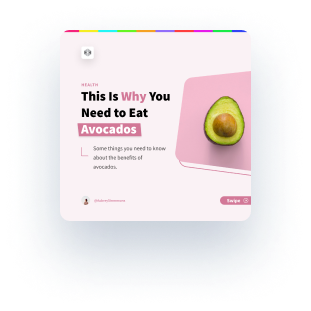 HEALTH
This Is Why You
Need to Eat
Avocados
Some things you need to know
about the benefits of
avocados.
Swipe